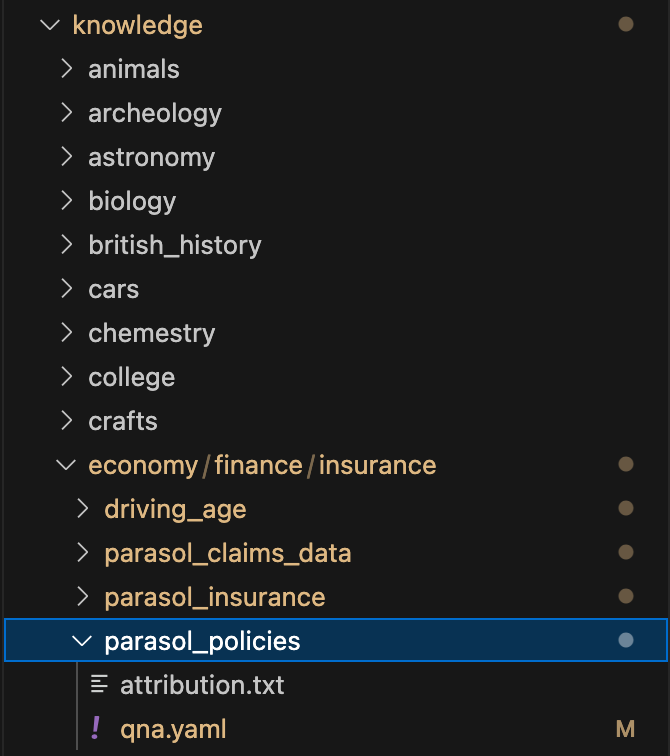 knowledge
animals
archeology
astronomy
biology
british_history
cars
chemestry
college
crafts
economy/finance/insurance
driving_age
parasol_claims_data
parasol_insurance
parasol_policies
attribution.txt
! qna.yaml M